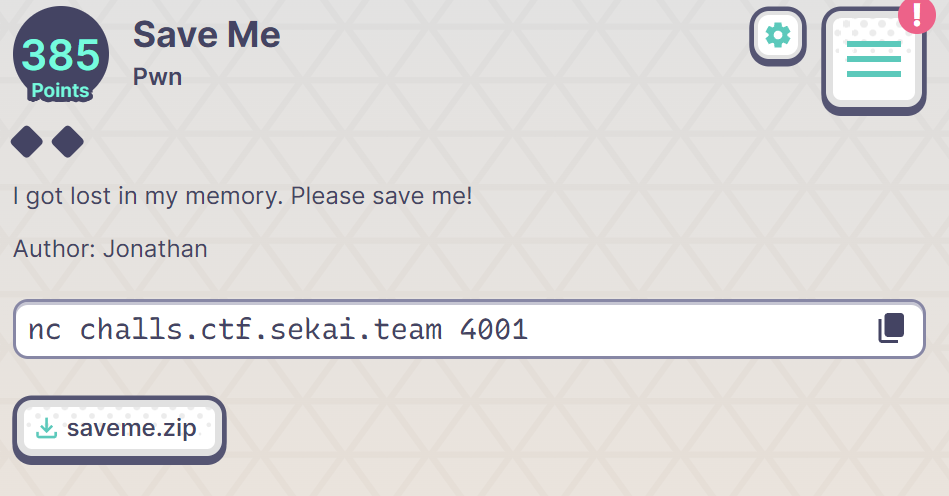 385
Points
Save Me
Pwn
I got lost in my memory. Please save me!
Author: Jonathan
nc challs.ctf.sekai.team 4001
saveme.zip
!